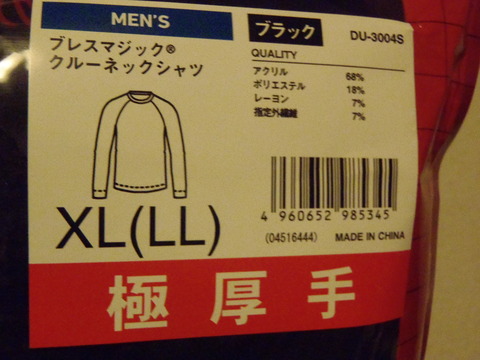 MEN'S
ブレスマジック®
クルーネックシャツ
XL(LL)
ブラック DU-3004S
QUALITY
アクリル 68%
ポリエステル 18%
レーヨン 7%
指定外繊維 7%
4 960652 985345
(04516444) MADE IN CHINA
極厚手